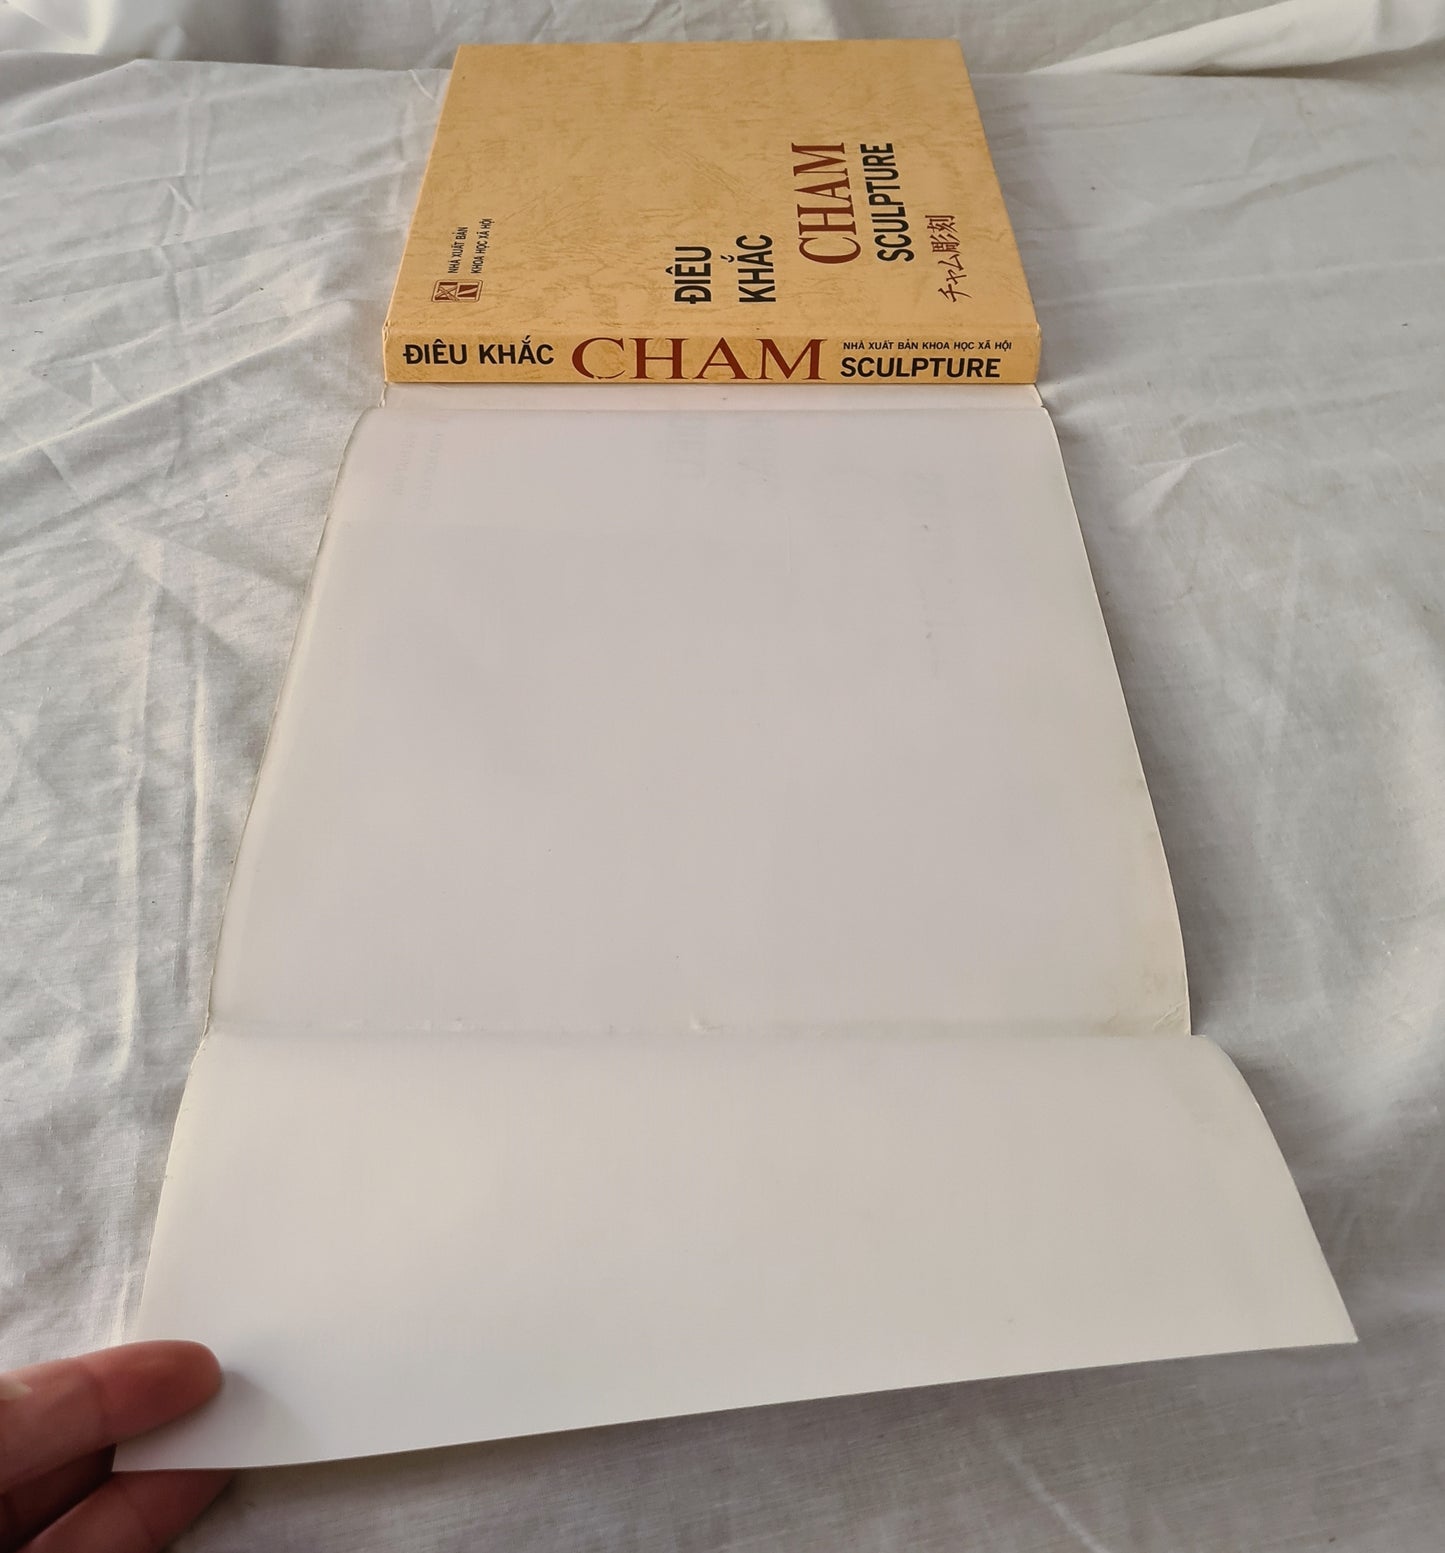 NHÀ XUẤT BẢN
KHOA HỌC XÃ HỘI
ĐIÊU
KHẮC
CHAM
SCULPTURE
チャム彫刻
ĐIÊU KHẮC CHAM NHÀ XUẤT BẢN KHOA HỌC XÃ HỘI
SCULPTURE